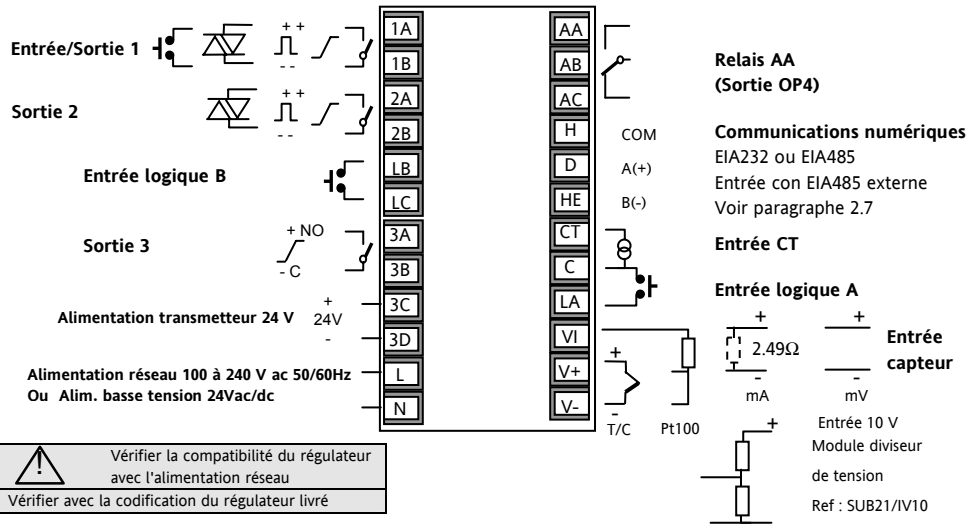 Entrée/Sortie 1
+ +
- -
1A
1B
Sortie 2
+ +
- -
2A
2B
Entrée logique B
LB
LC
Sortie 3
+ NO
- C
3A
3B
Alimentation transmetteur 24 V
+
24V
-
3C
3D
Alimentation réseau 100 à 240 V ac 50/60Hz
Ou Alim. basse tension 24Vac/dc
L
N
!
Vérifier la compatibilité du régulateur
avec l'alimentation réseau
Vérifier avec la codification du régulateur livré
AA
AB
AC
Relais AA
(Sortie OP4)
H
D
HE
COM
A(+)
B(-)
Communications numériques
EIA232 ou EIA485
Entrée con EIA485 externe
Voir paragraphe 2.7
CT
C
LA
Entrée CT
Entrée logique A
VI
V+
V-
+
-
T/C
Pt100
+
2.49Ω
-
mA
+
-
mV
Entrée
capteur
+
Entrée 10 V
Module diviseur
de tension
Ref : SUB21/IV10